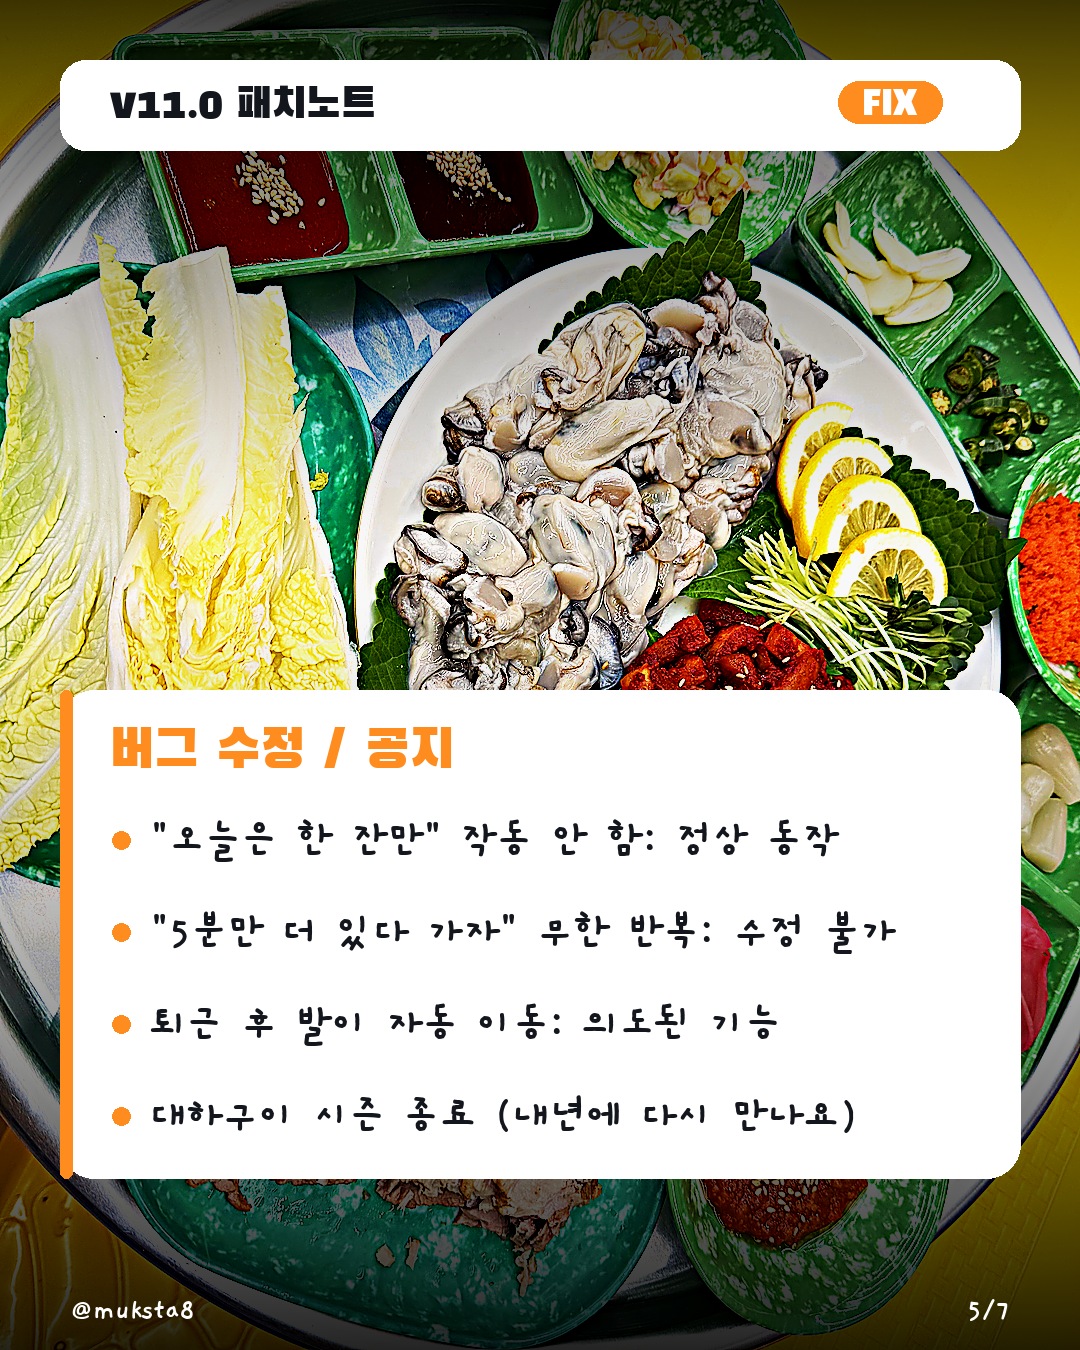 V11.0 패치노트
FIX
버그 수정 / 공지
"오늘은 한 잔만" 작동 안 함: 정상 동작
"5분만 더 있다 가자" 무한 반복: 수정 불가
퇴근 후 발이 자동 이동: 의도된 기능
대하구이 시즌 종료 (내년에 다시 만나요)
@muksta8
5/7